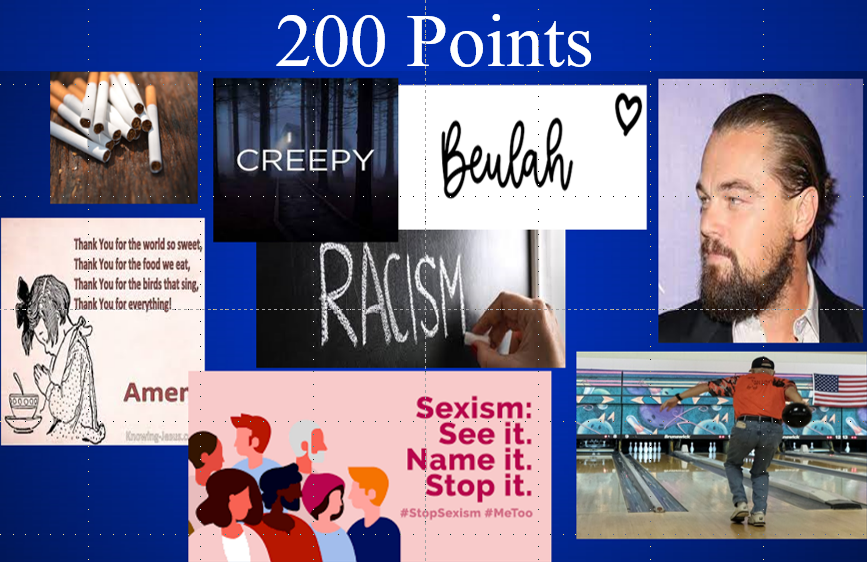 200 Points
CREEPY
Beulah
Thank You for the world so sweet,
Thank You for the food we eat,
Thank You for the birds that sing,
Thank You for everything!
Amer
Knowing-Jesus.c
RACISM
Sexism:
See it.
Name it.
Stop it.
#StopSexism #MeToo
Brunswick